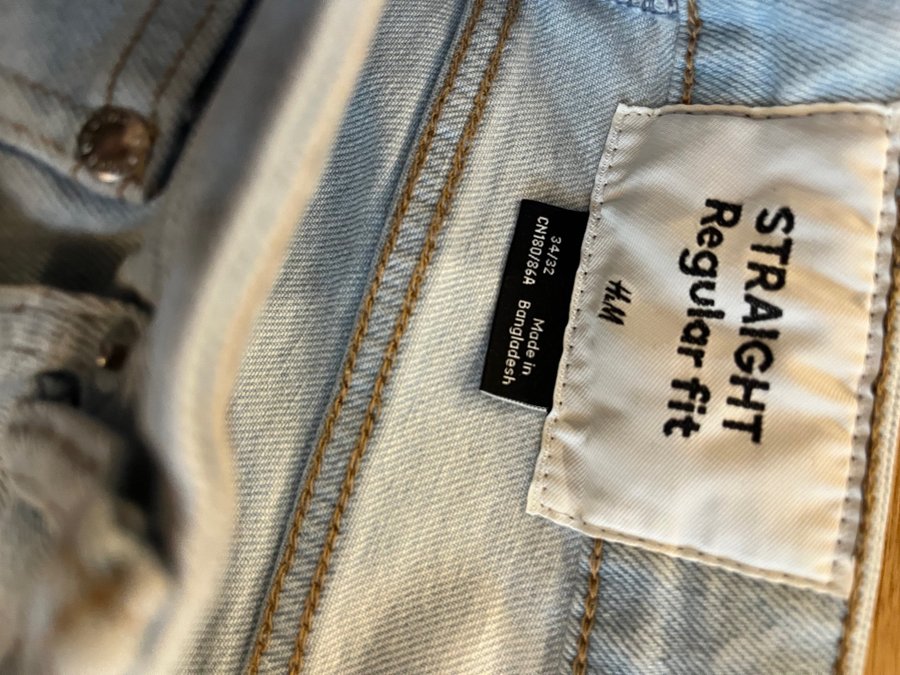 STRAIGHT
Regular fit
H&M
34/32
CN180/86A
Made in
Bangladesh